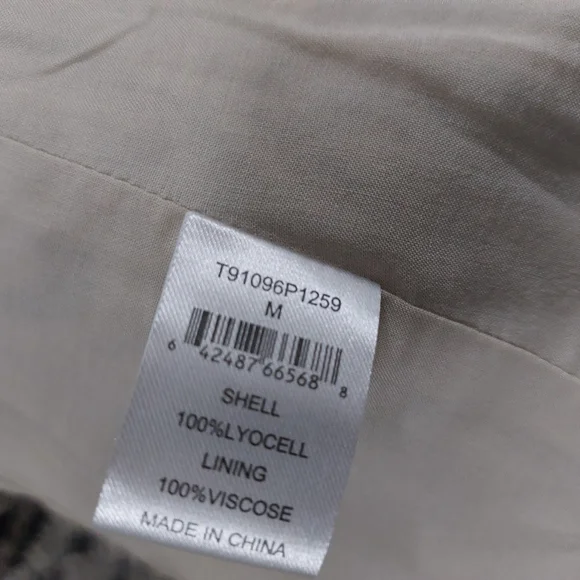 T91096P1259
M
6 42487 66568 8
SHELL
100%LYOCELL
LINING
100%VISCOSE
MADE IN CHINA